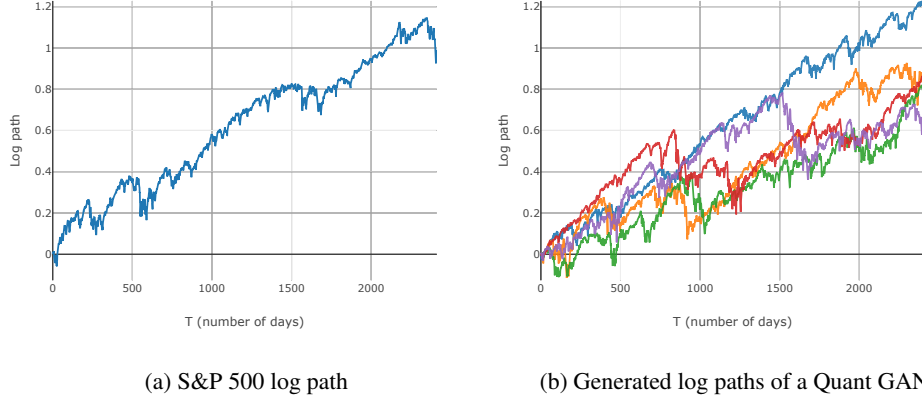 1.2
1
0.8
0.6
0.4
0.2
0
Log path
0 500 1000 1500 2000
T (number of days)
(a) S&P 500 log path
1.2
1
0.8
0.6
0.4
0.2
0
Log path
0 500 1000 1500 2000
T (number of days)
(b) Generated log paths of a Quant GAN